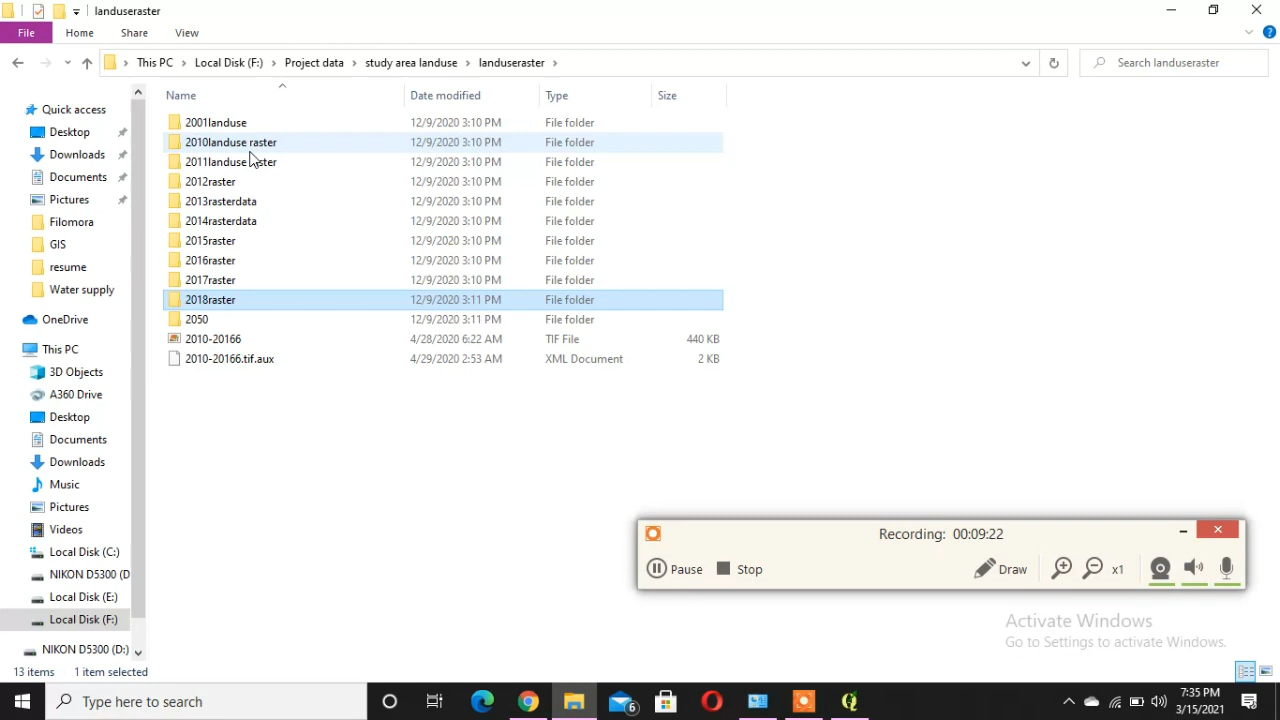 landuseraster
File Home Share View
This PC Local Disk (F:) Project data study area landuse landuseraster
Search landuseraster
Name Date modified Type Size
Quick access
Desktop
Downloads
Documents
Pictures
Filomora
GIS
resume
Water supply
OneDrive
This PC
3D Objects
A360 Drive
Desktop
Documents
Downloads
Music
Pictures
Videos
Local Disk (C:)
NIKON D5300 (D
Local Disk (E:)
Local Disk (F:)
NIKON D5300 (D:)
2001landuse 12/9/2020 3:10 PM File folder
2010landuse raster 12/9/2020 3:10 PM File folder
2011landuse raster 12/9/2020 3:10 PM File folder
2012raster 12/9/2020 3:10 PM File folder
2013rasterdata 12/9/2020 3:10 PM File folder
2014rasterdata 12/9/2020 3:10 PM File folder
2015raster 12/9/2020 3:10 PM File folder
2016raster 12/9/2020 3:10 PM File folder
2017raster 12/9/2020 3:10 PM File folder
2018raster 12/9/2020 3:11 PM File folder
2050 12/9/2020 3:11 PM File folder
2010-20166 4/28/2020 6:22 AM TIF File 440 KB
2010-20166.tif.aux 4/29/2020 2:53 AM XML Document 2 KB
Recording: 00:09:22
Pause Stop Draw x1
Activate Windows
Go to Settings to activate Windows.
13 items 1 item selected
Type here to search
6
7:35 PM
3/15/2021